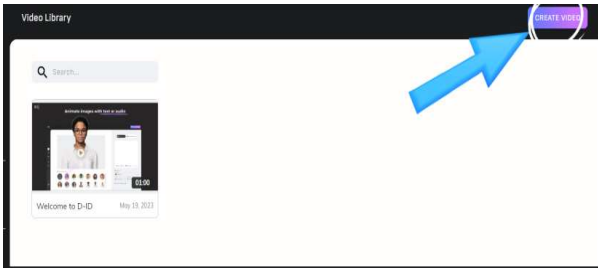 Video Library
CREATE VIDEO
Search...
Animate images with text or audio
01:00
Welcome to D-ID
May 19, 2023